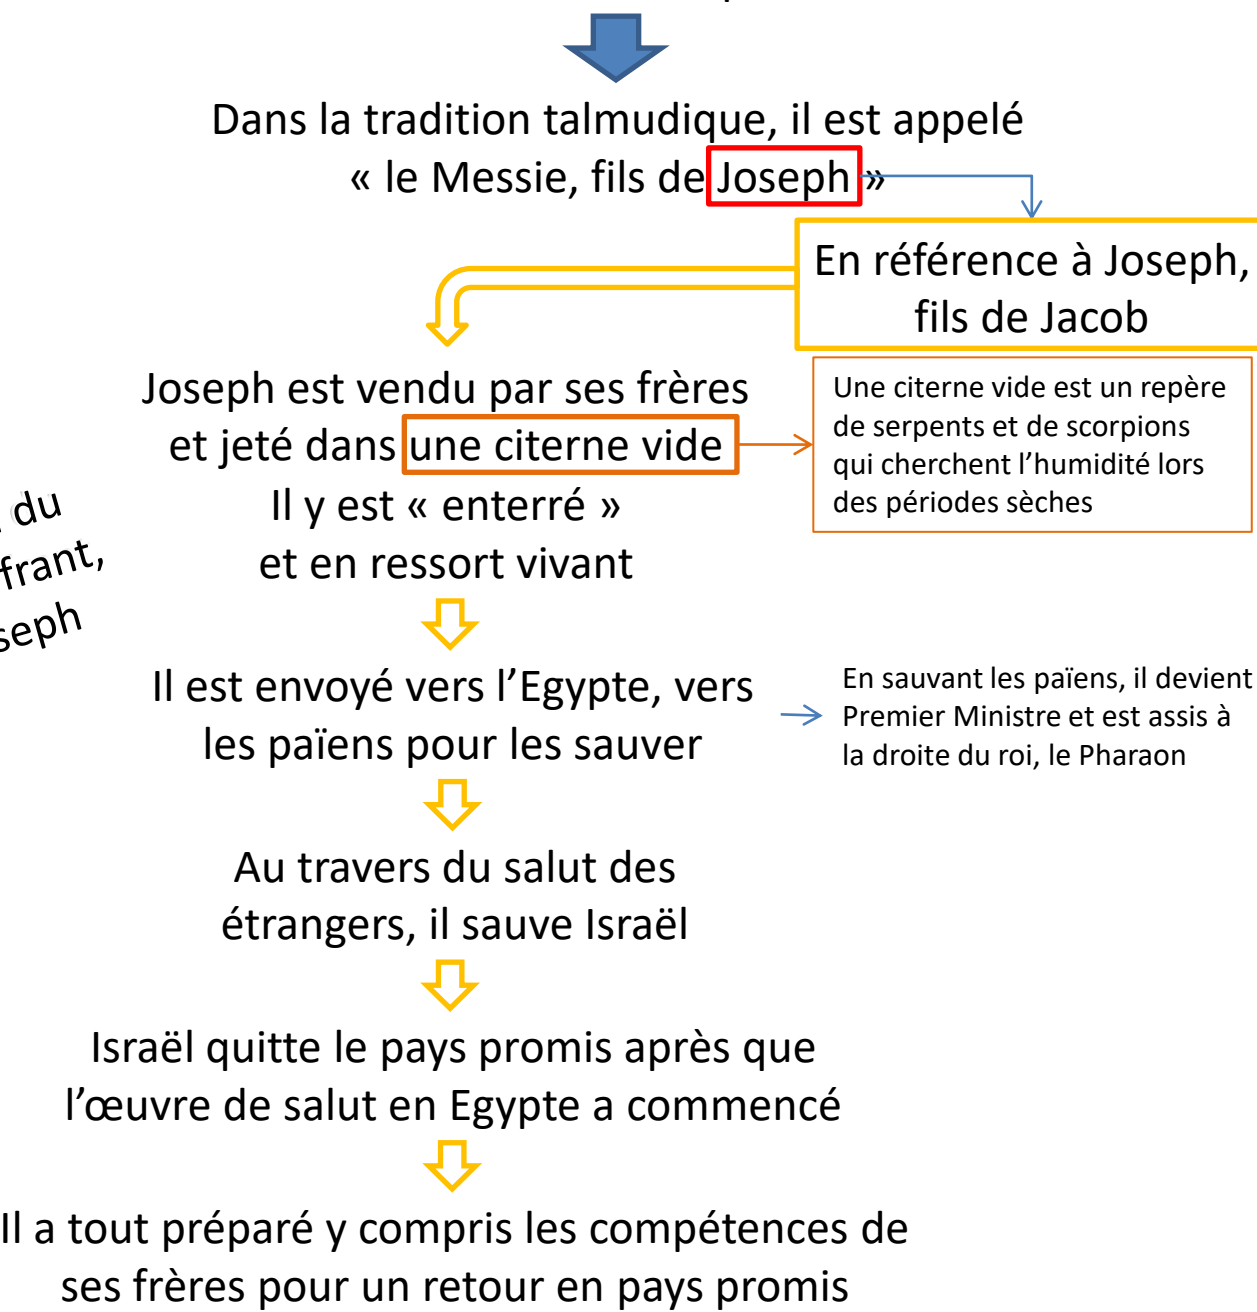 Dans la tradition talmudique, il est appelé
« le Messie, fils de Joseph »
En référence à Joseph,
fils de Jacob
Joseph est vendu par ses frères
et jeté dans une citerne vide
Il y est « enterré »
et en ressort vivant
Une citerne vide est un repère
de serpents et de scorpions
qui cherchent l’humidité lors
des périodes sèches
du
Il est envoyé vers l’Egypte, vers
les païens pour les sauver
En sauvant les païens, il devient
Premier Ministre et est assis à
la droite du roi, le Pharaon
Au travers du salut des
étrangers, il sauve Israël
Israël quitte le pays promis après que
l’œuvre de salut en Egypte a commencé
Il a tout préparé y compris les compétences de
ses frères pour un retour en pays promis